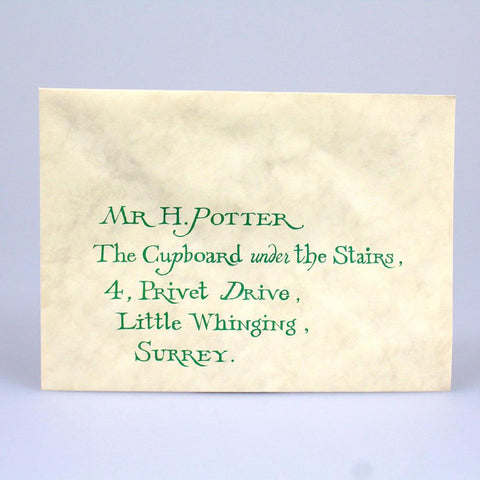 Mr H. Potter
The Cupboard under the Stairs,
4, Privet Drive,
Little Whinging,
Surrey.